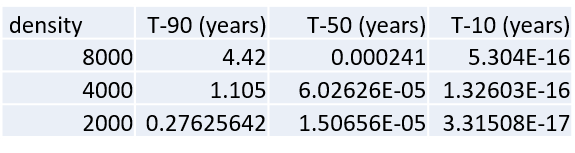 density T-90 (years) T-50 (years) T-10 (years)
8000 4.42 0.000241 5.304E-16
4000 1.105 6.02626E-05 1.32603E-16
2000 0.27625642 1.50656E-05 3.31508E-17